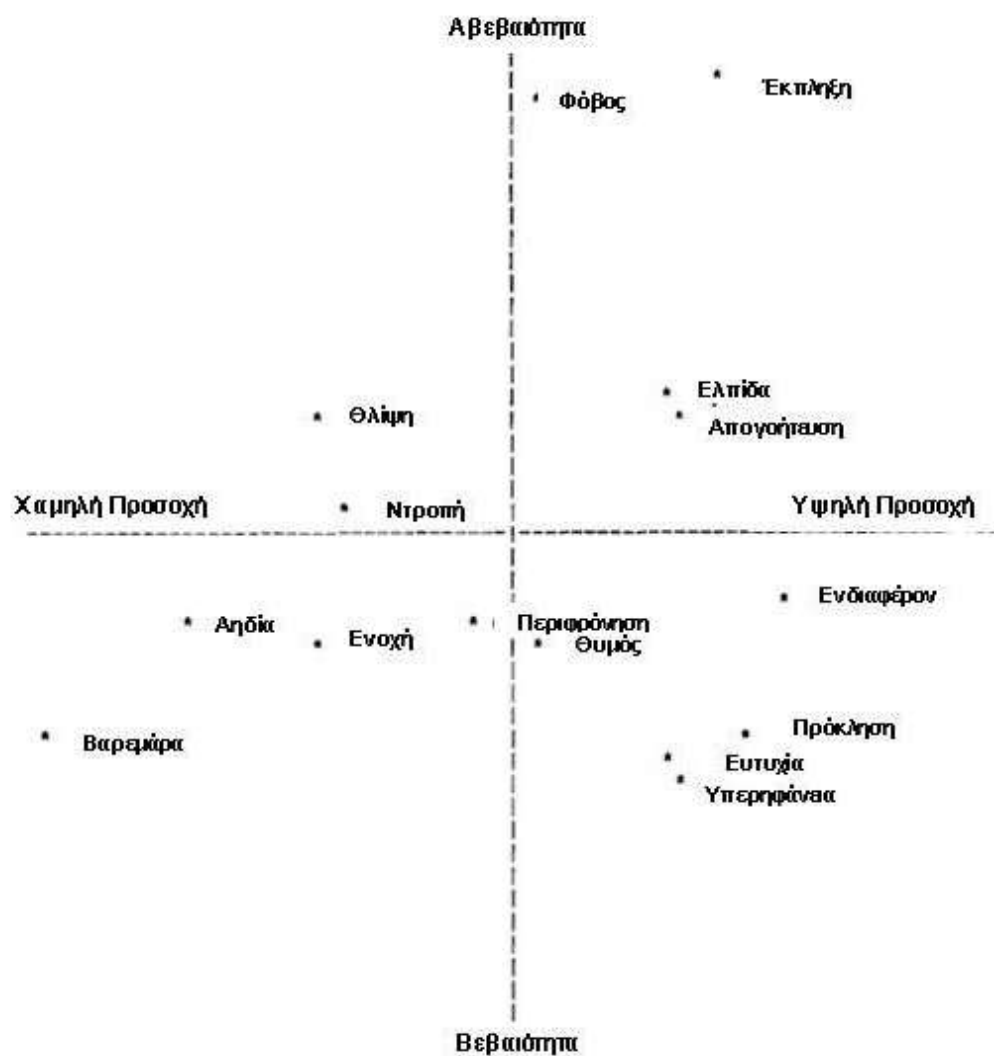 Αβεβαιότητα
Έκπληξη
Φόβος
Ελπίδα
Θλίψη
Απογοήτευση
Χαμηλή Προσοχή
Ντροπή
Υψηλή Προσοχή
Ενδιαφέρον
Αηδία
Ενοχή
Περιφρόνηση
Θυμός
Βαρεμάρα
Πρόκληση
Ευτυχία
Υπερηφάνεια
Βεβαιότητα